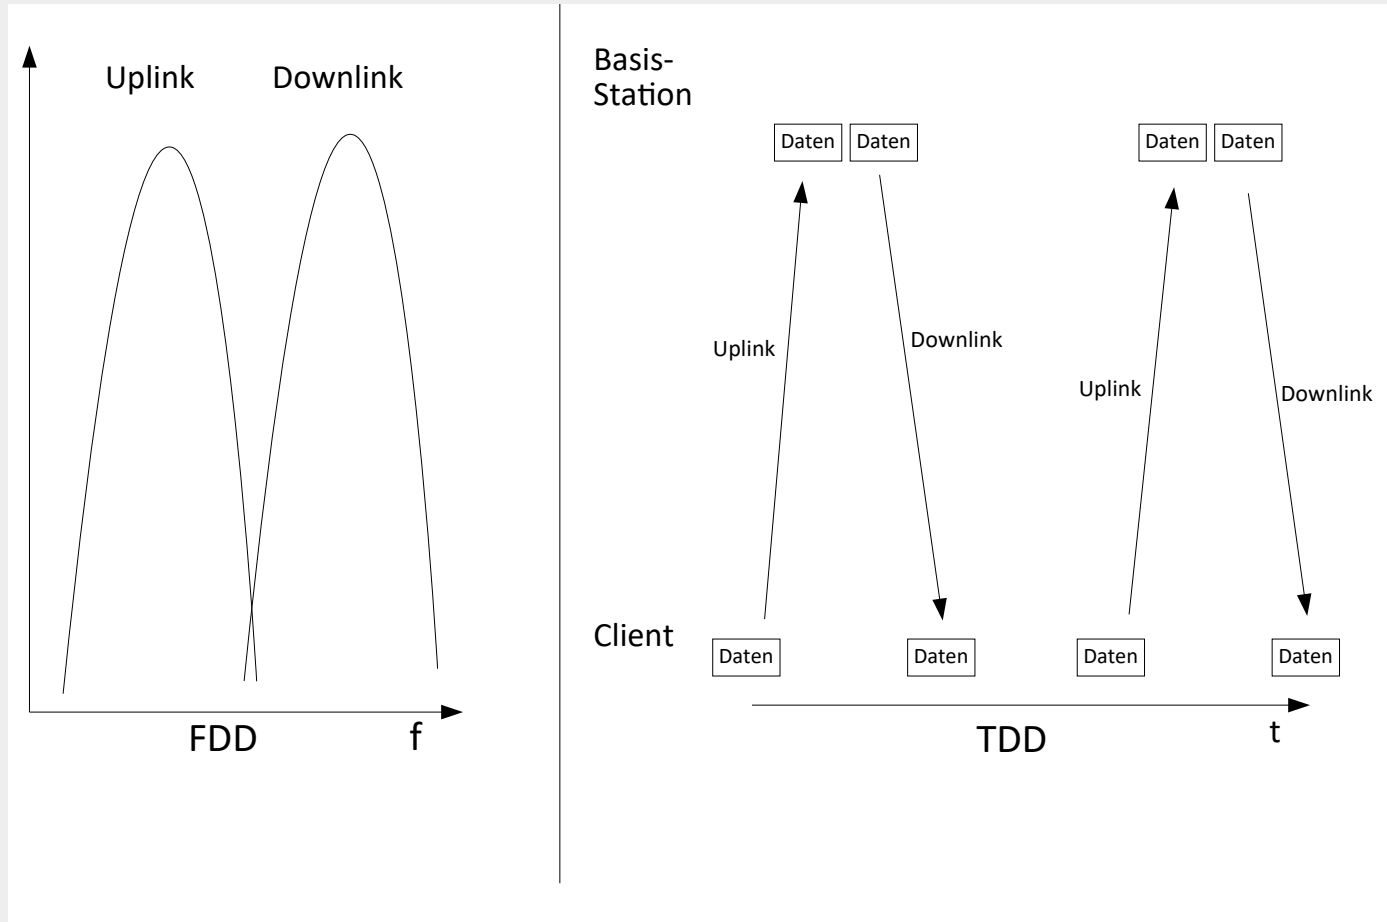 Uplink
Downlink
FDD
f
Basis-
Station
Daten
Daten
Daten
Daten
Uplink
Downlink
Uplink
Downlink
Client
Daten
Daten
Daten
Daten
TDD
t